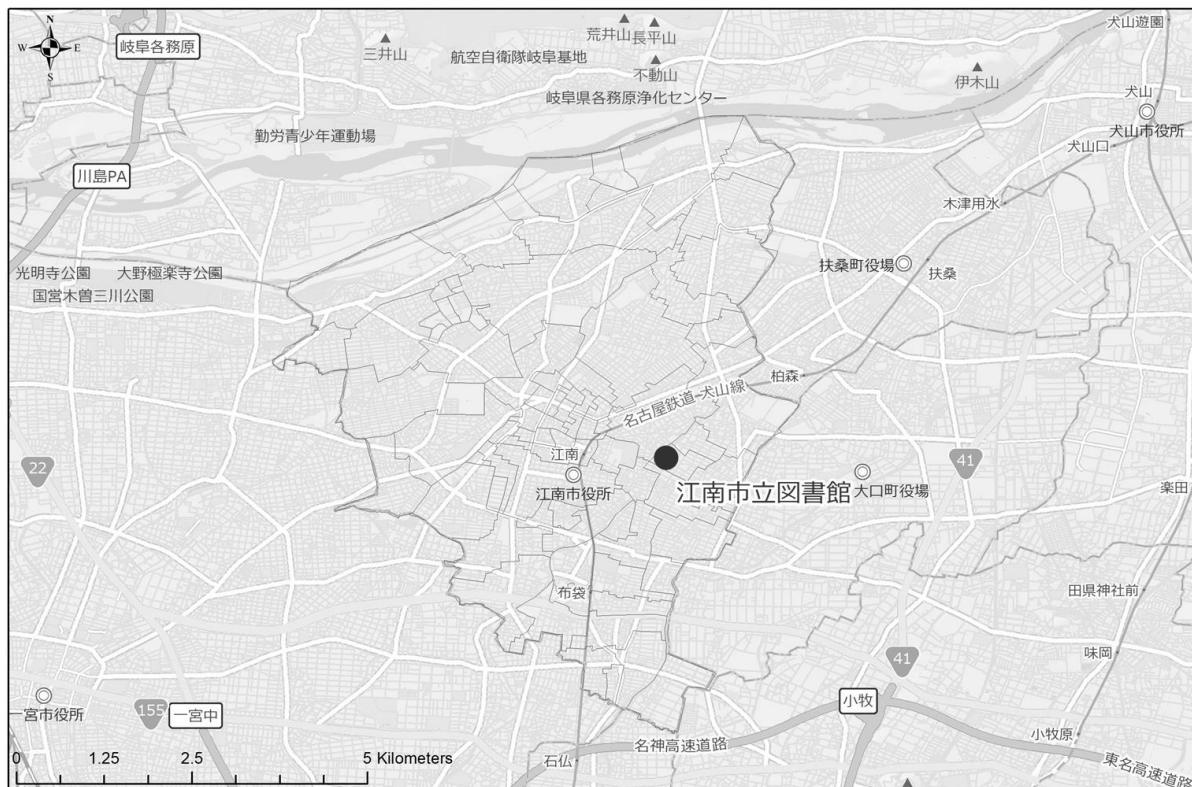 N
W
E
S
岐阜各務原
三井山
航空自衛隊岐阜基地
荒井山
長平山
不動山
岐阜県各務原浄化センター
伊木山
犬山遊園
犬山
犬山市役所
犬山口
勤労青少年運動場
川島PA
木津用水
扶桑町役場
扶桑
光明寺公園
大野極楽寺公園
国営木曽三川公園
名古屋鉄道-犬山線
柏森
江南
江南市役所
江南市立図書館
大口町役場
22
41
楽田
布袋
田県神社前
味岡
41
一宮市役所
155
一宮中
小牧
小牧原
名神高速道路
石仏
東名高速道路
0
1.25
2.5
5 Kilometers